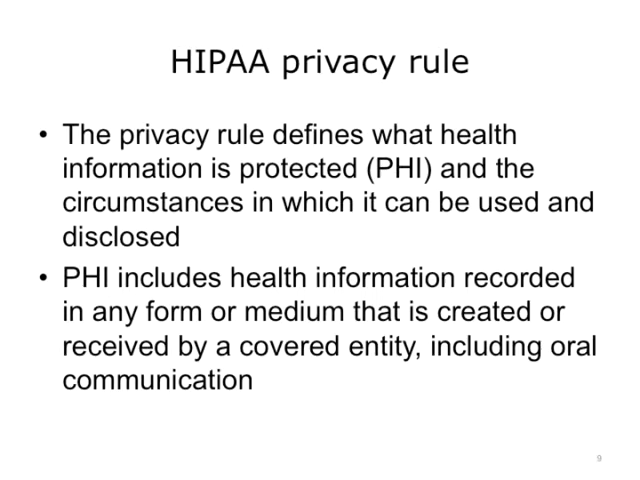 HIPAA privacy rule
• The privacy rule defines what health
information is protected (PHI) and the
circumstances in which it can be used and
disclosed
• PHI includes health information recorded
in any form or medium that is created or
received by a covered entity, including oral
communication
9